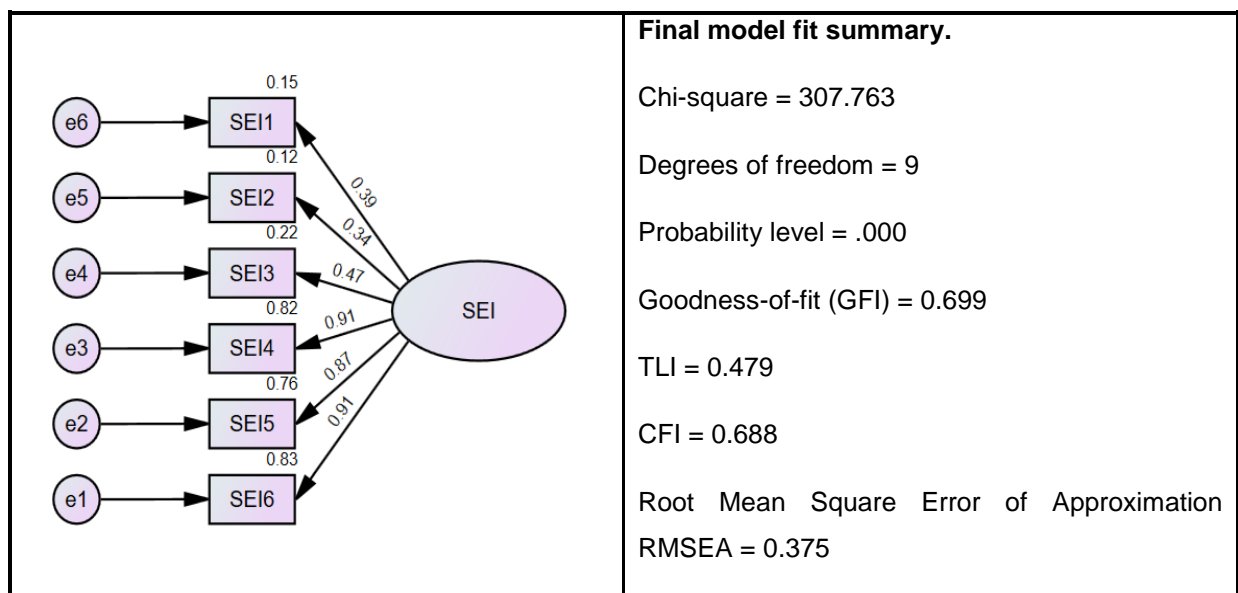 0.15
e6
SEI1
0.39
0.12
e5
SEI2
0.34
0.22
e4
SEI3
0.47
SEI
0.82
e3
SEI4
0.91
0.76
e2
SEI5
0.87
0.83
e1
SEI6
0.91
Final model fit summary.
Chi-square = 307.763
Degrees of freedom = 9
Probability level = .000
Goodness-of-fit (GFI) = 0.699
TLI = 0.479
CFI = 0.688
Root Mean Square Error of Approximation
RMSEA = 0.375